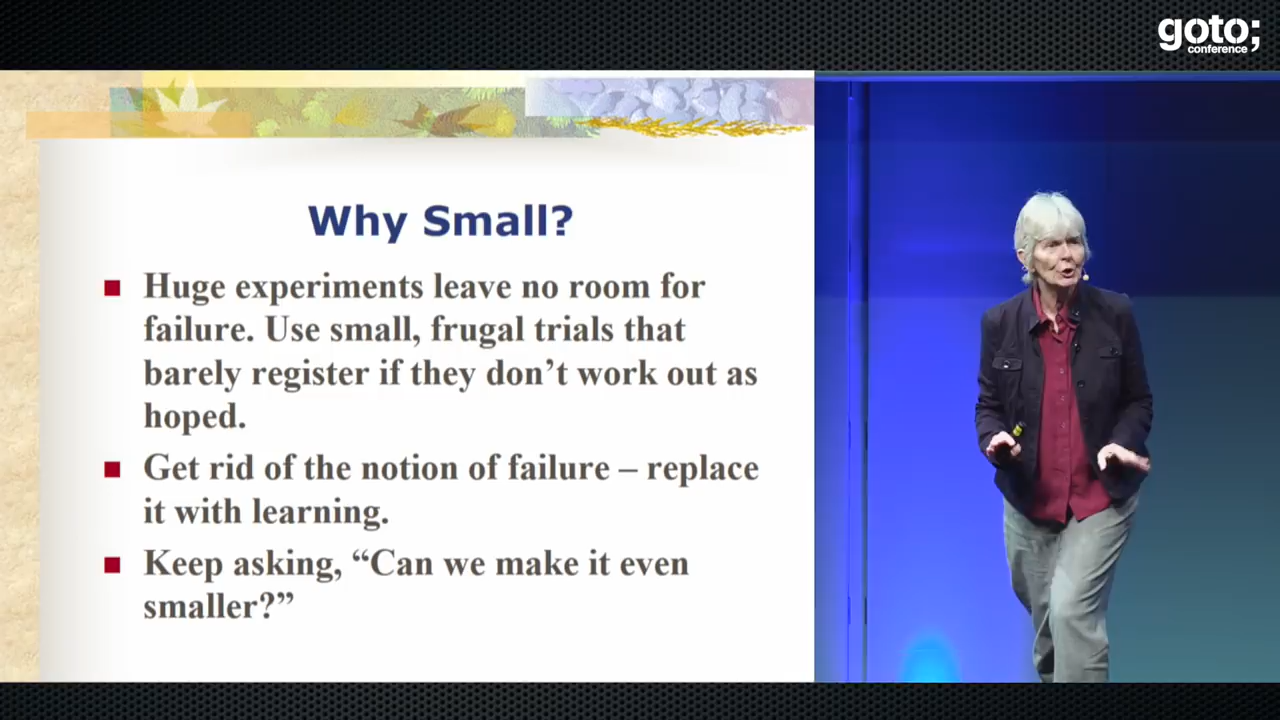 goto;
conference
Why Small?
Huge experiments leave no room for
failure. Use small, frugal trials that
barely register if they don’t work out as
hoped.
Get rid of the notion of failure – replace
it with learning.
Keep asking, “Can we make it even
smaller?”